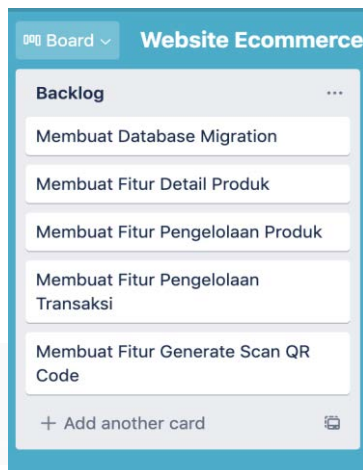 Board
Website Ecommerce
Backlog
Membuat Database Migration
Membuat Fitur Detail Produk
Membuat Fitur Pengelolaan Produk
Membuat Fitur Pengelolaan
Transaksi
Membuat Fitur Generate Scan QR
Code
+ Add another card